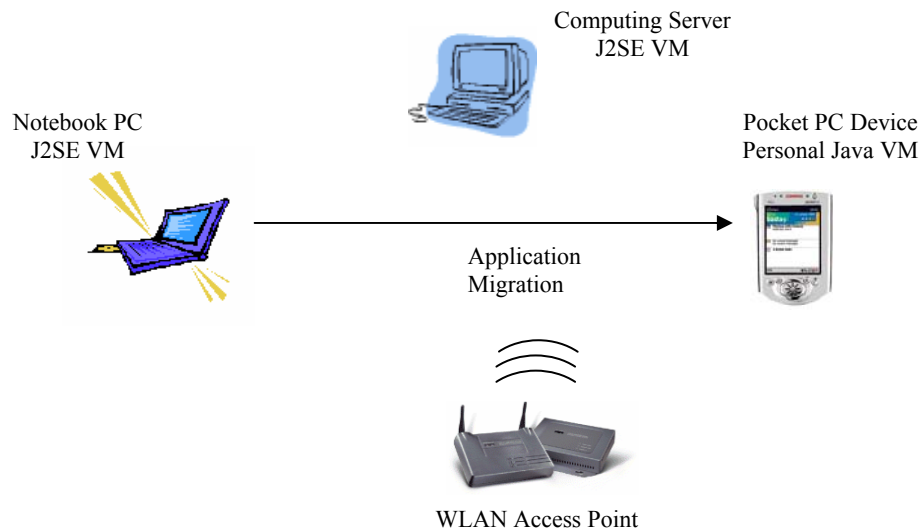 Computing Server
J2SE VM
Notebook PC
J2SE VM
Pocket PC Device
Personal Java VM
Application
Migration
WLAN Access Point